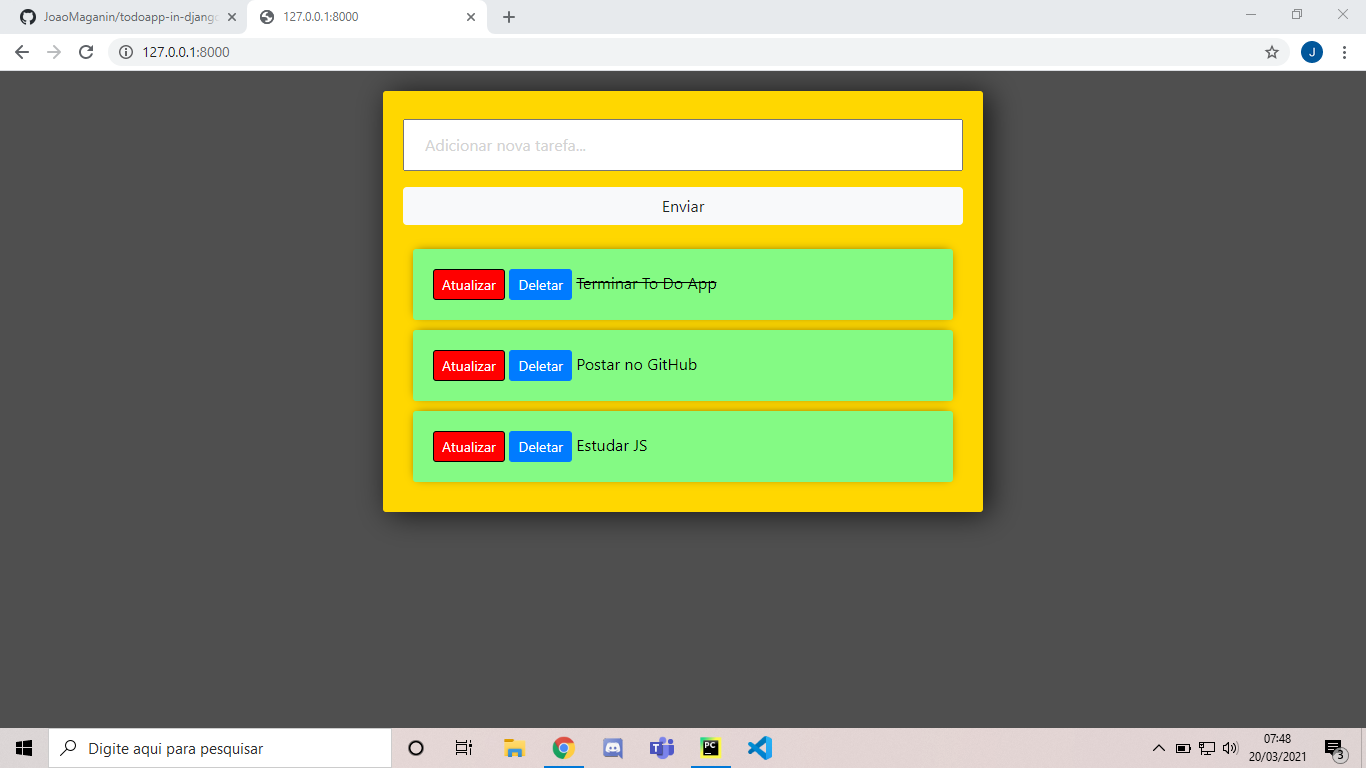 JoaoMaganin/todoapp-in-django
127.0.0.1:8000
127.0.0.1:8000
J
Adicionar nova tarefa...
Enviar
Atualizar Deletar Terminar To Do App
Atualizar Deletar Postar no GitHub
Atualizar Deletar Estudar JS
Digite aqui para pesquisar
PC
07:48
20/03/2021
3